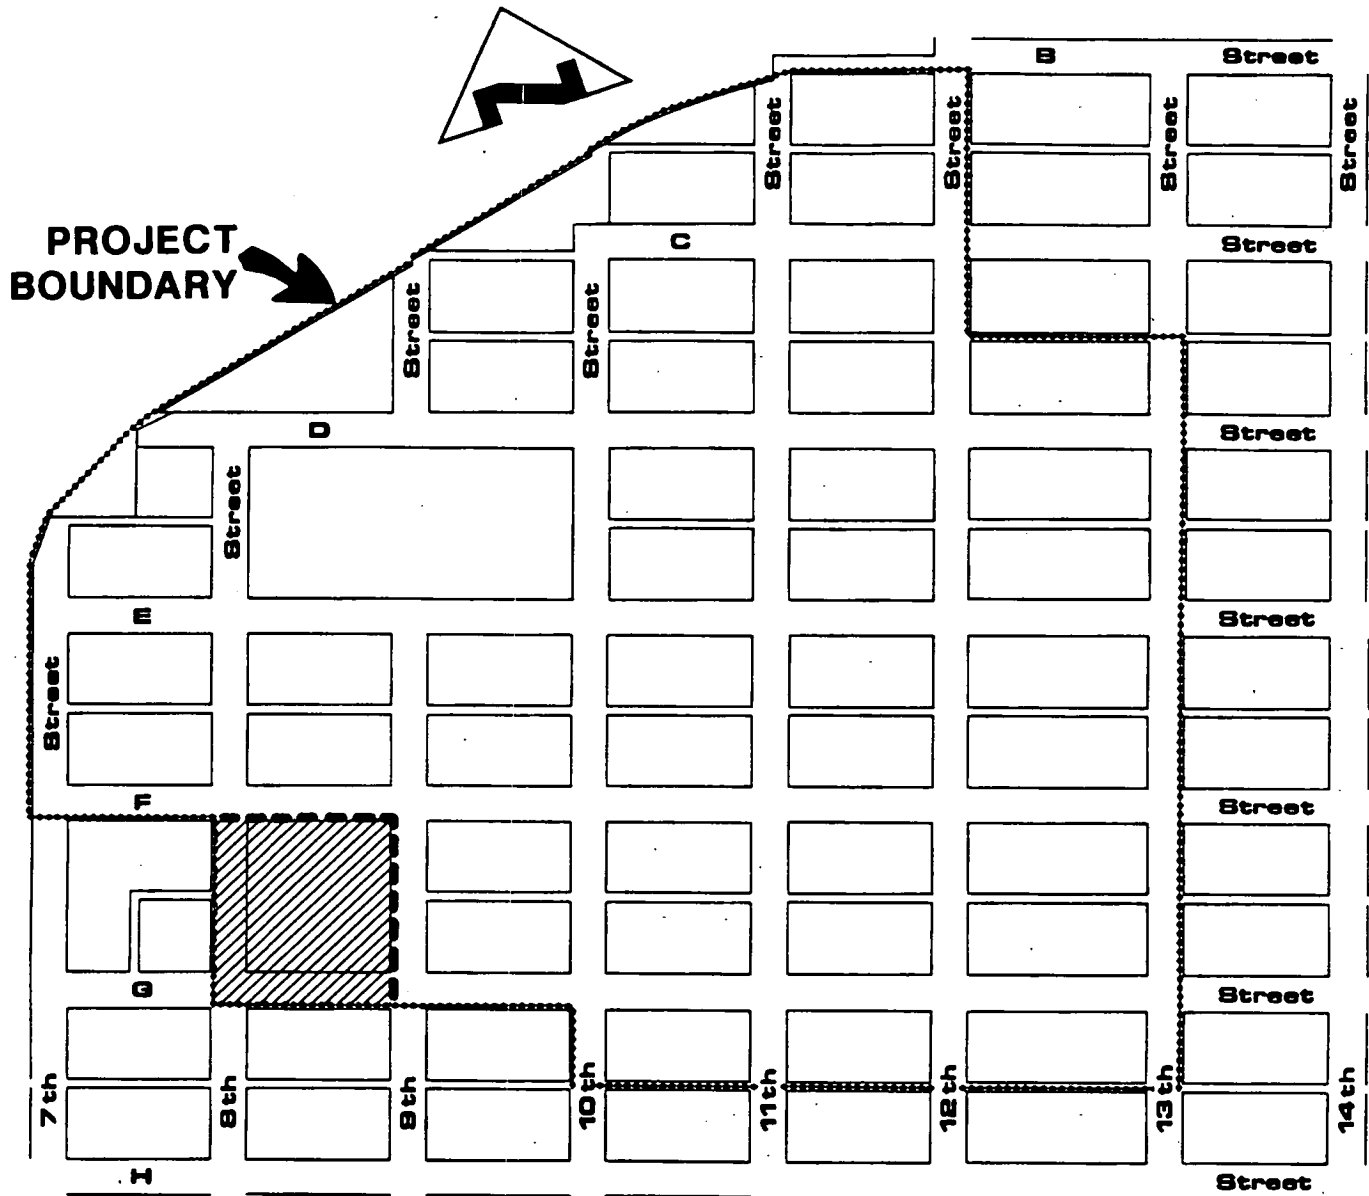 B Street
Street
Street
Street
Street
PROJECT
BOUNDARY
C Street
Street
Street
D Street
Street
E Street
Street
F Street
G Street
7th
8th
9th
10th
11th
12th
13th
14th
H Street